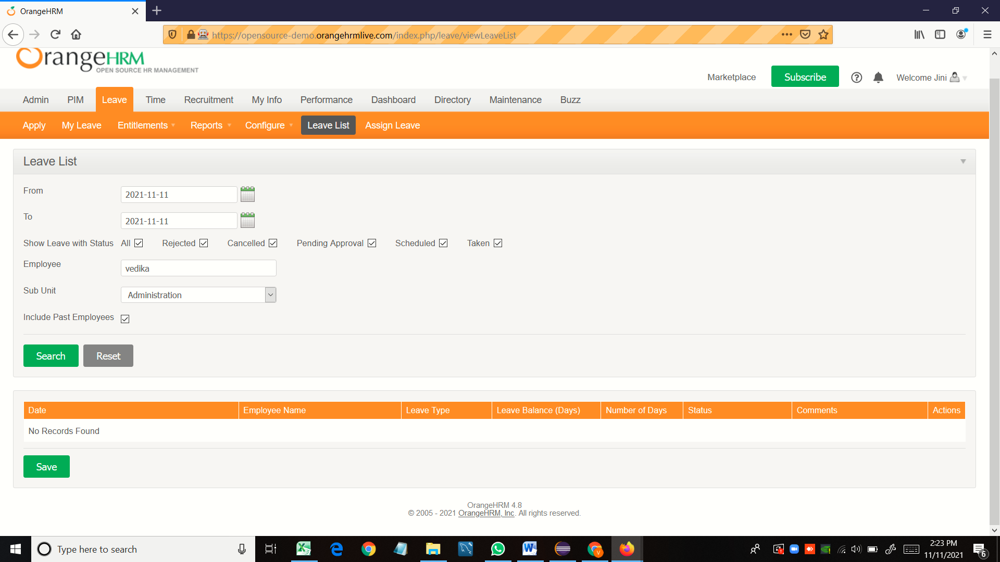 OrangeHRM
https://opensource-demo.orangehrmlive.com/index.php/leave/viewLeaveList
OrangeHRM
OPEN SOURCE HR MANAGEMENT
Marketplace Subscribe Welcome Jini
Admin PIM Leave Time Recruitment My Info Performance Dashboard Directory Maintenance Buzz
Apply My Leave Entitlements Reports Configure Leave List Assign Leave
Leave List
From 2021-11-11
To 2021-11-11
Show Leave with Status All Rejected Cancelled Pending Approval Scheduled Taken
Employee vedika
Sub Unit Administration
Include Past Employees
Search Reset
Date Employee Name Leave Type Leave Balance (Days) Number of Days Status Comments Actions
No Records Found
Save
OrangeHRM 4.8
© 2005 - 2021 OrangeHRM, Inc. All rights reserved.
Type here to search
2:23 PM
11/11/2021
6